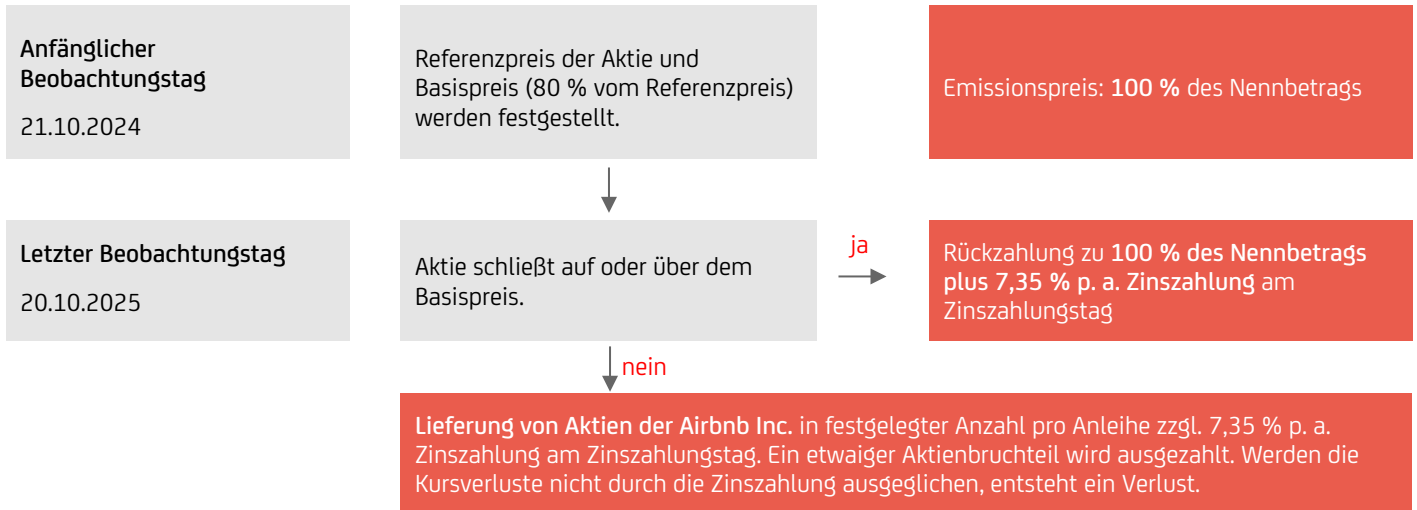 Anfänglicher
Beobachtungstag
21.10.2024
Referenzpreis der Aktie und
Basispreis (80 % vom Referenzpreis)
werden festgestellt.
Emissionspreis: 100 % des Nennbetrags
Letzter Beobachtungstag
20.10.2025
Aktie schließt auf oder über dem
Basispreis.
ja
Rückzahlung zu 100 % des Nennbetrags
plus 7,35 % p. a. Zinszahlung am
Zinszahlungstag
nein
Lieferung von Aktien der Airbnb Inc. in festgelegter Anzahl pro Anleihe zzgl. 7,35 % p. a.
Zinszahlung am Zinszahlungstag. Ein etwaiger Aktienbruchteil wird ausgezahlt. Werden die
Kursverluste nicht durch die Zinszahlung ausgeglichen, entsteht ein Verlust.